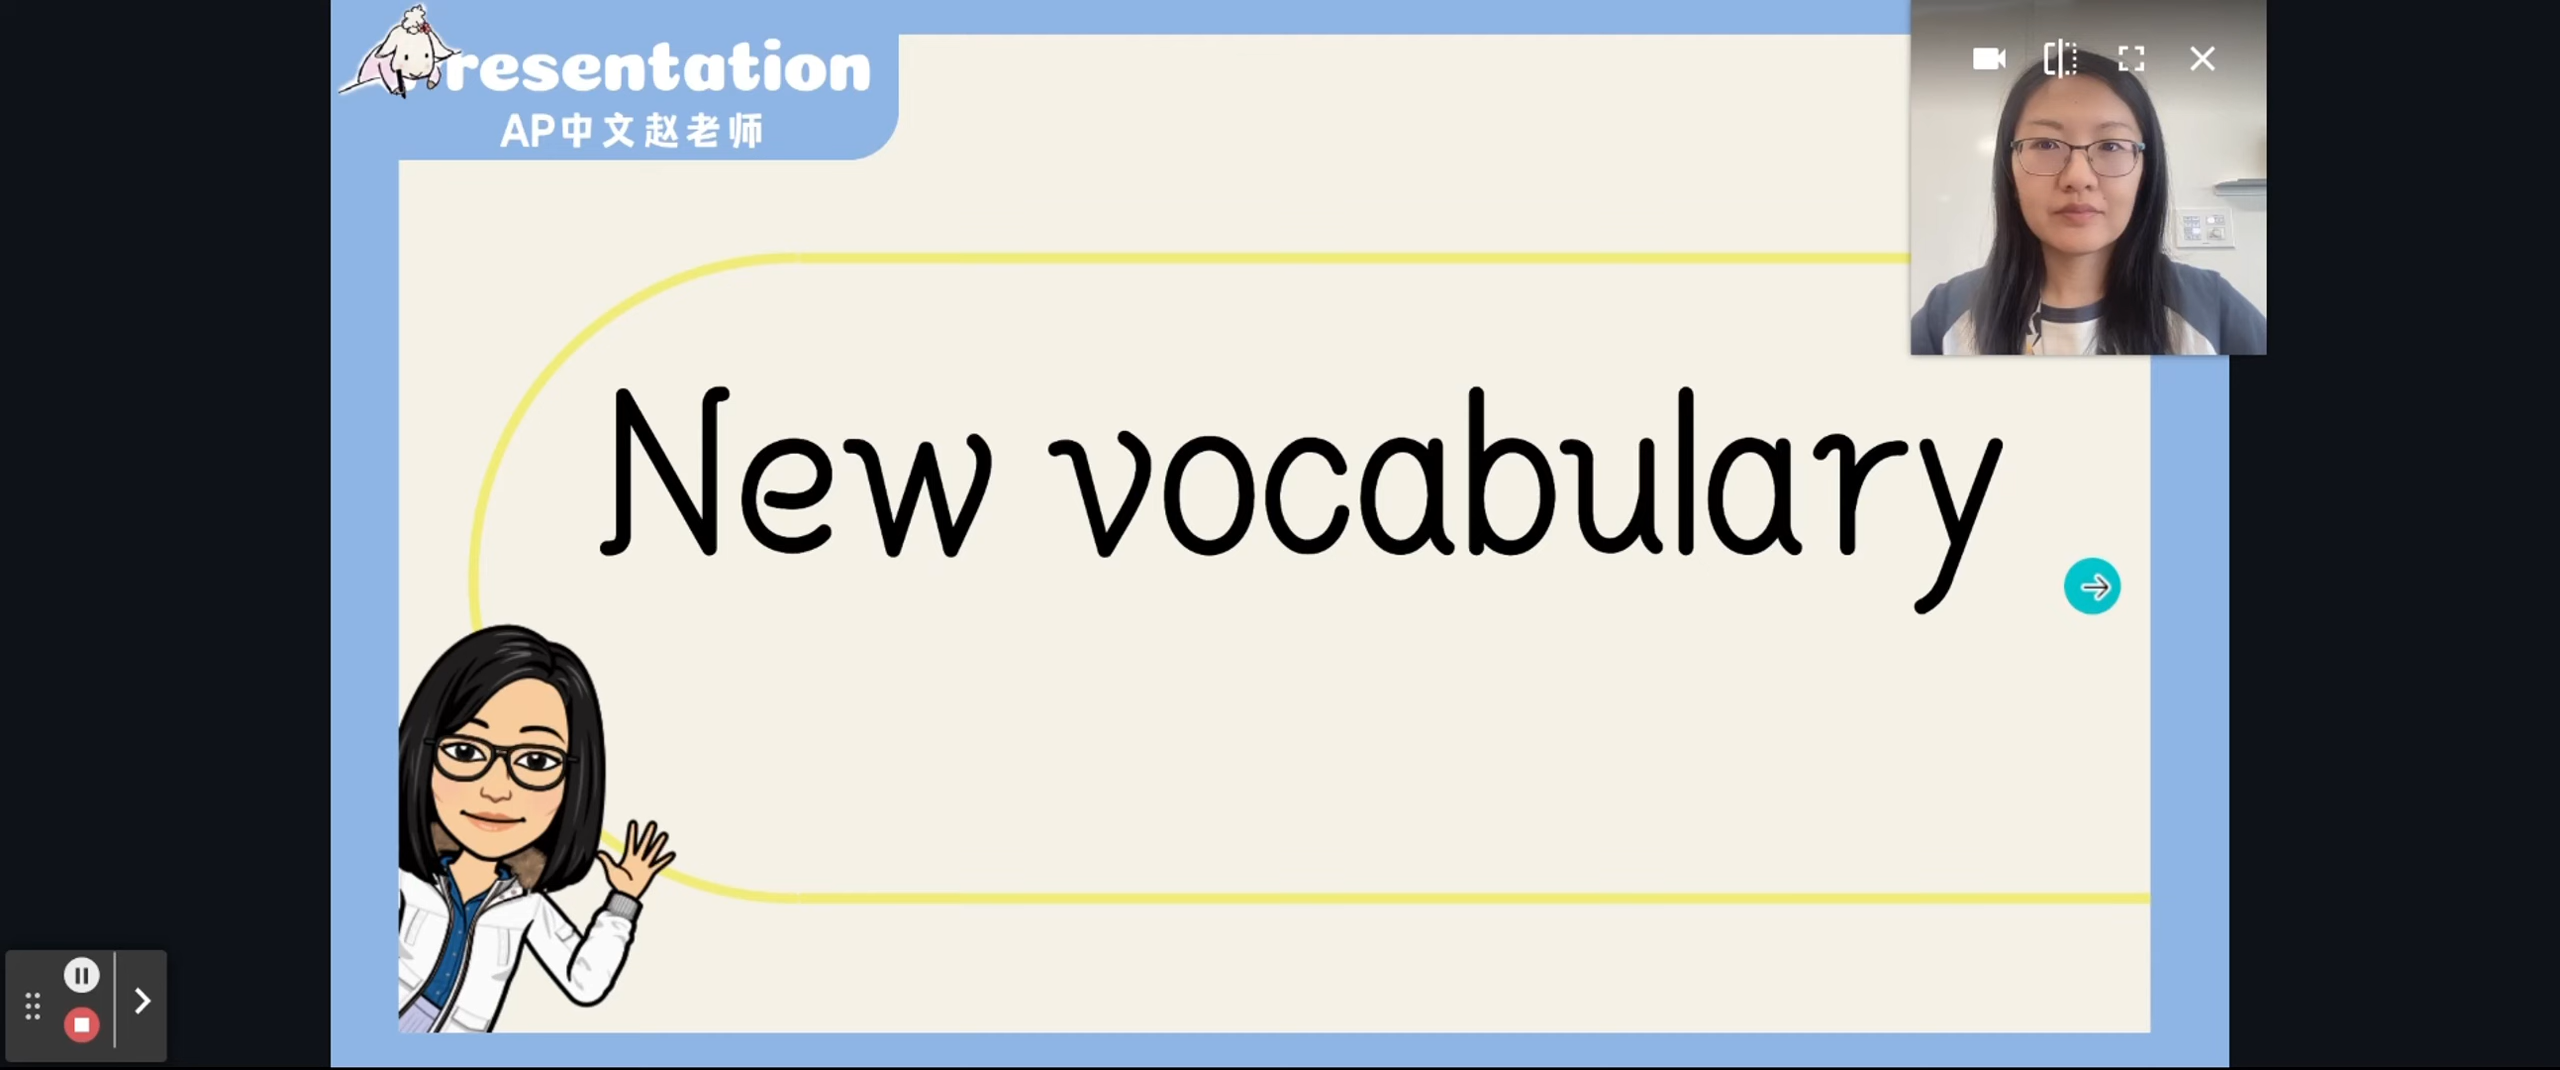 Presentation
AP中文赵老师
New vocabulary